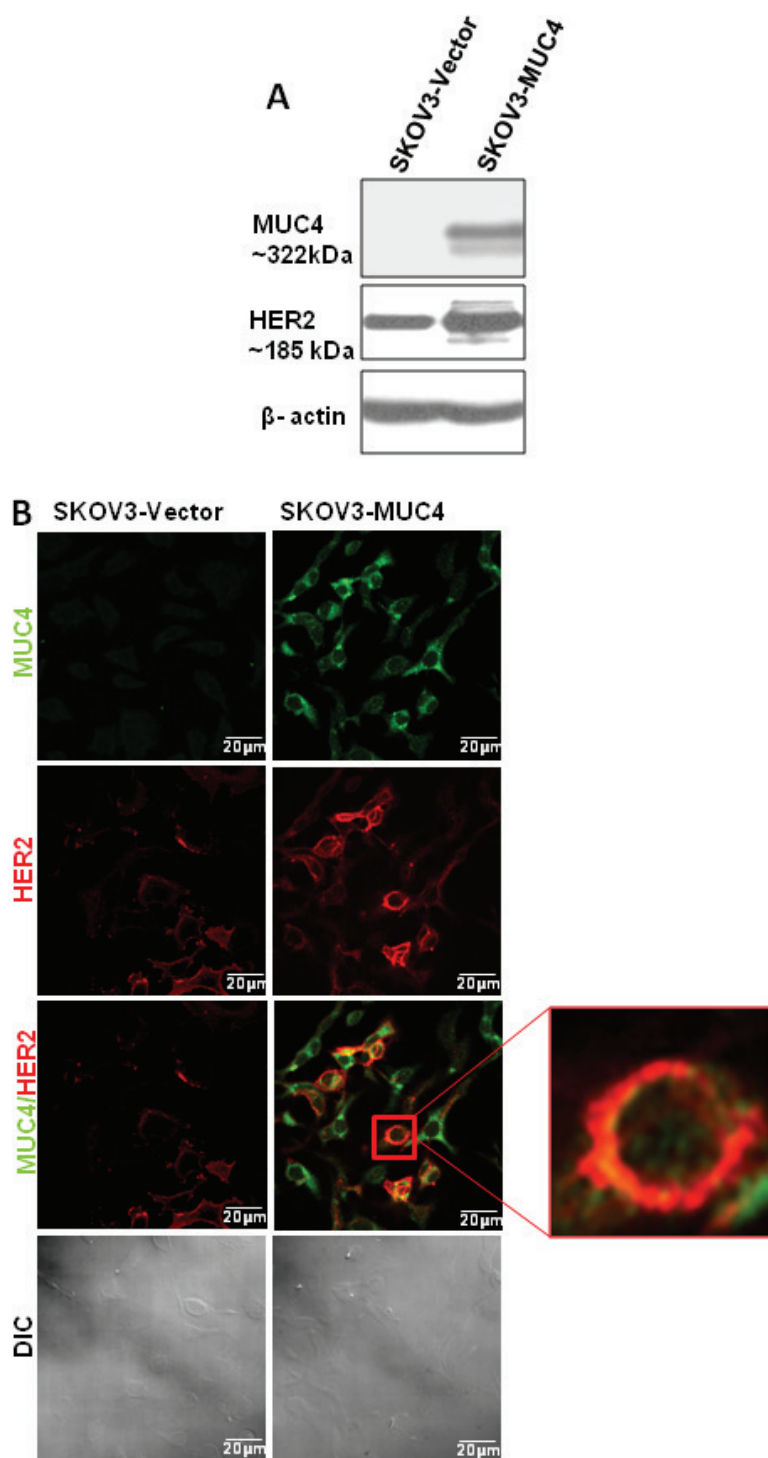 A
SKOV3-Vector
SKOV3-MUC4
MUC4
~322kDa
HER2
~185 kDa
β- actin
B
SKOV3-Vector
SKOV3-MUC4
MUC4
20µm
20µm
HER2
20µm
20µm
MUC4/HER2
20µm
20µm
DIC
20µm
20µm